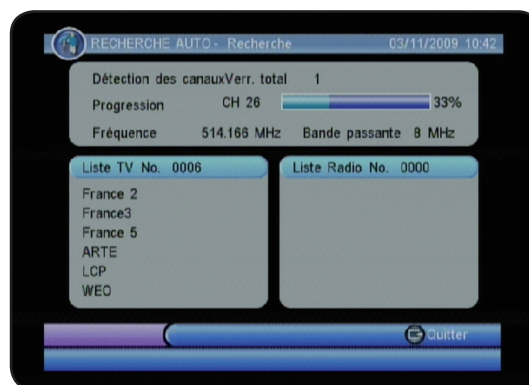 RECHERCHE AUTO - Recherche 03/11/2009 10:42
Détection des canauxVerr. total 1
Progression CH 26 33%
Fréquence 514.166 MHz Bande passante 8 MHz
Liste TV No. 0006 Liste Radio No. 0000
France 2
France3
France 5
ARTE
LCP
WEO
Quitter